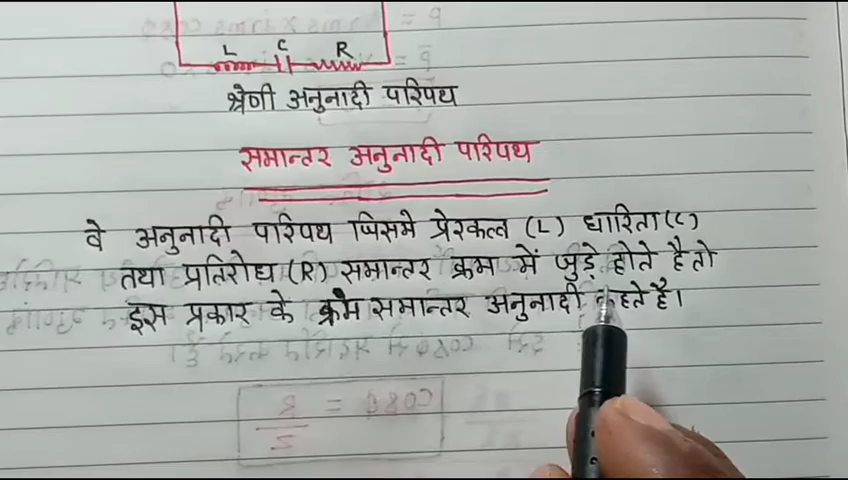 L C R
श्रेणी अनुनादी परिपथ
समान्तर अनुनादी परिपथ
वे अनुनादी परिपथ जिसमे प्रेरकत्व (L) धारिता (C)
तथा प्रतिरोध (R) समान्तर क्रम में जुड़े होते है तो
इस प्रकार के क्रम समान्तर अनुनादी कहते है।